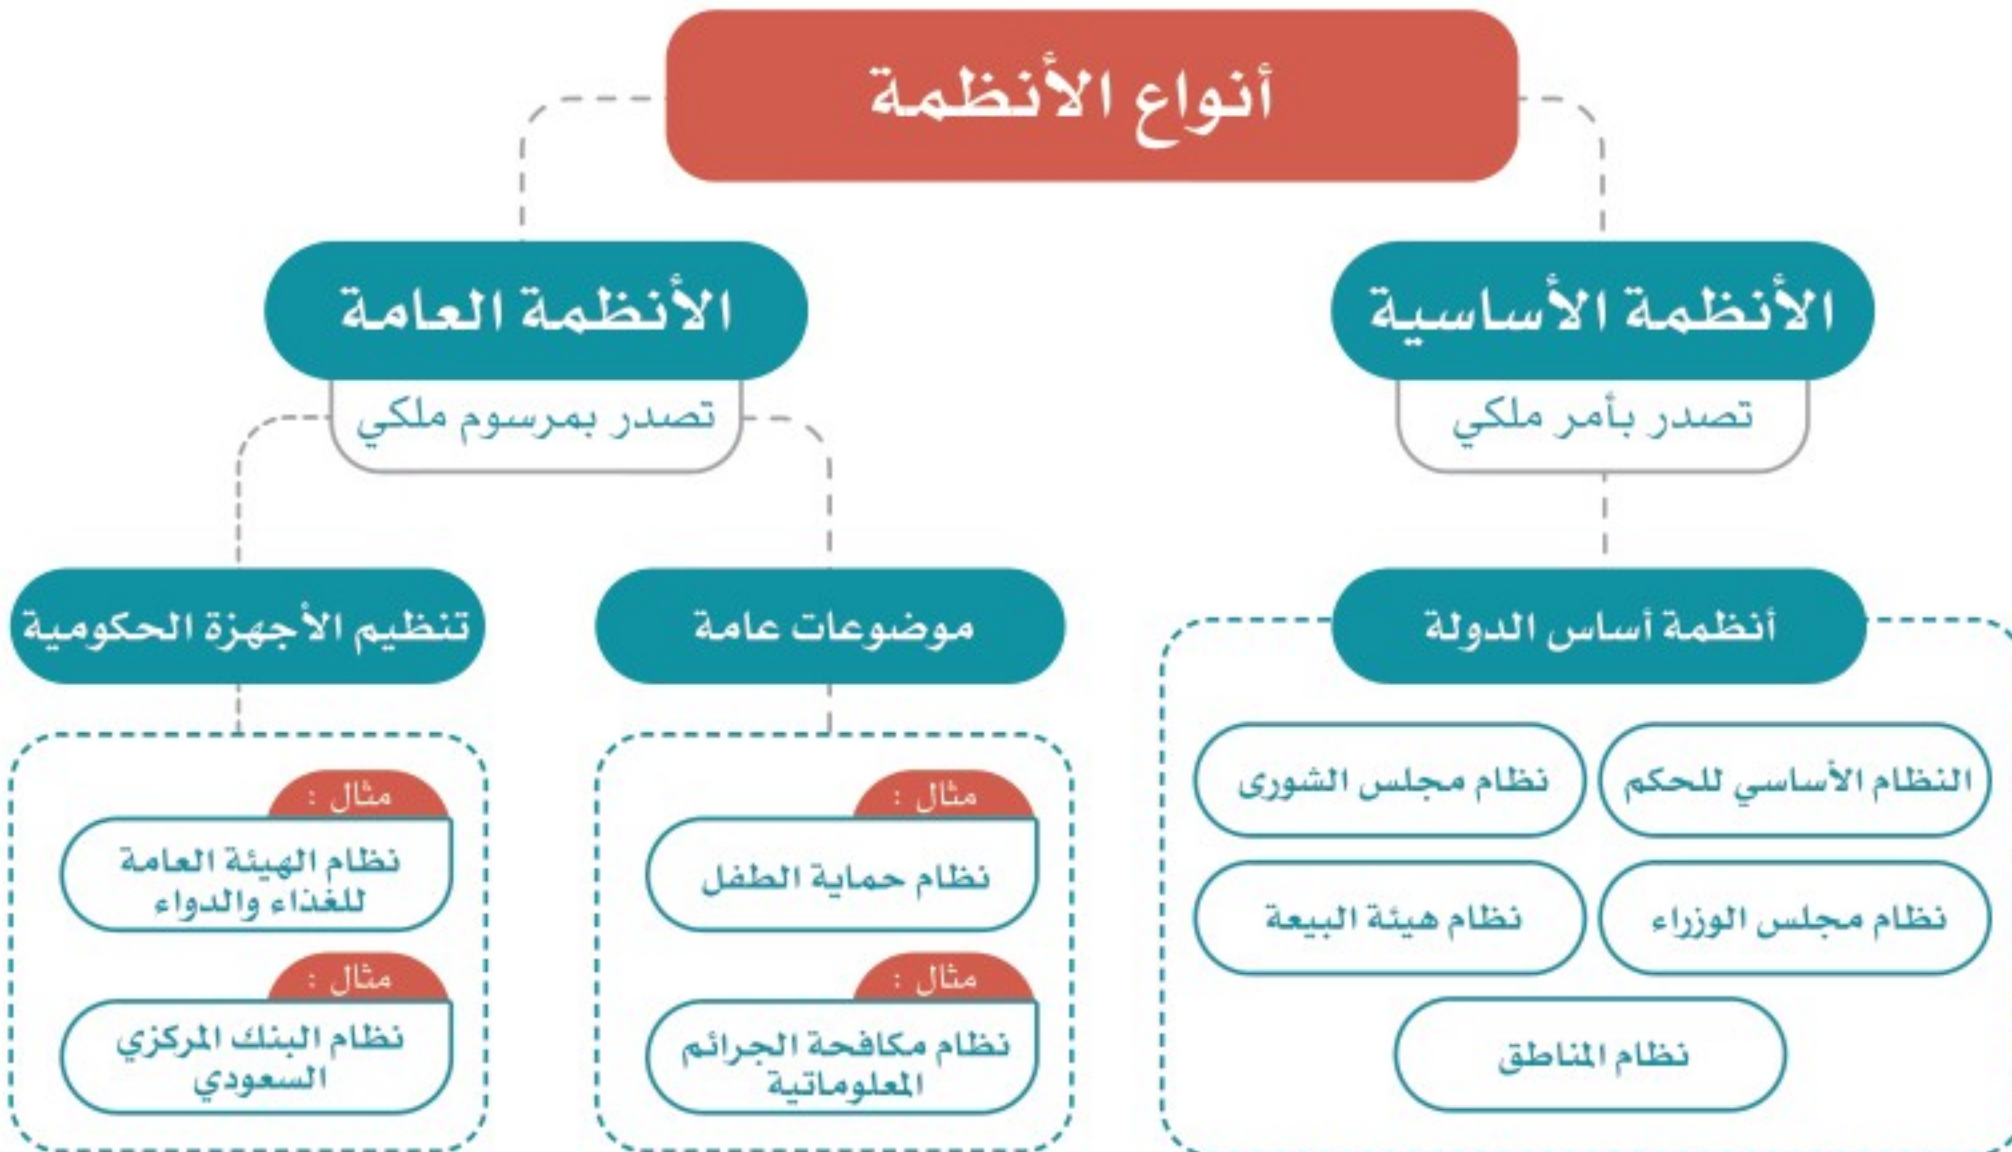 أنواع الأنظمة
الأنظمة الأساسية
تصدر بأمر ملكي
أنظمة أساس الدولة
النظام الأساسي للحكم
نظام مجلس الشورى
نظام مجلس الوزراء
نظام هيئة البيعة
نظام المناطق
الأنظمة العامة
تصدر بمرسوم ملكي
موضوعات عامة
مثال :
نظام حماية الطفل
مثال :
نظام مكافحة الجرائم
المعلوماتية
تنظيم الأجهزة الحكومية
مثال :
نظام الهيئة العامة
للغذاء والدواء
مثال :
نظام البنك المركزي
السعودي